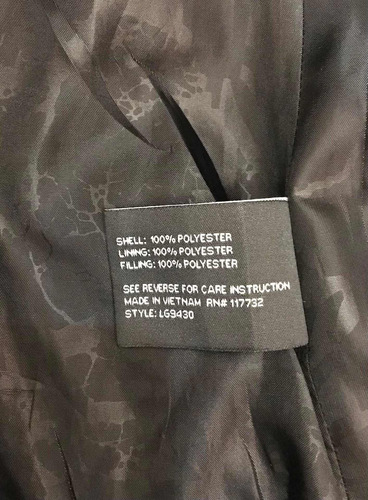 SHELL: 100% POLYESTER
LINING: 100% POLYESTER
FILLING: 100% POLYESTER
SEE REVERSE FOR CARE INSTRUCTION
MADE IN VIETNAM RN# 117732
STYLE: LG9430